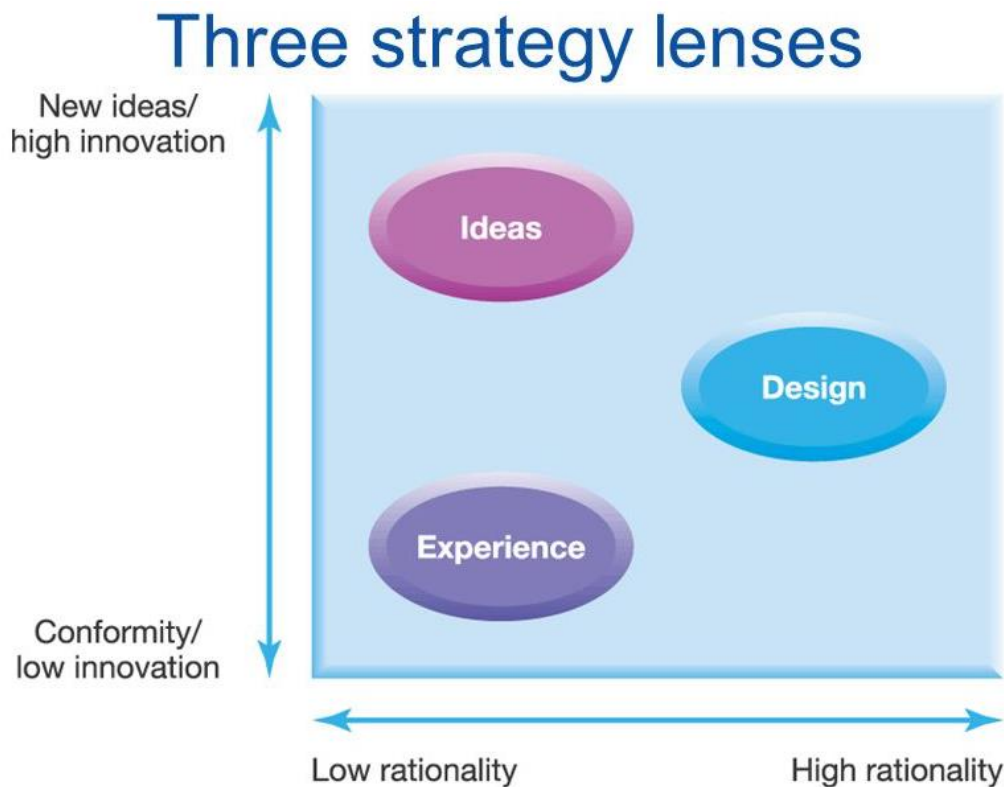 Three strategy lenses
New ideas/
high innovation
Ideas
Design
Experience
Conformity/
low innovation
Low rationality
High rationality